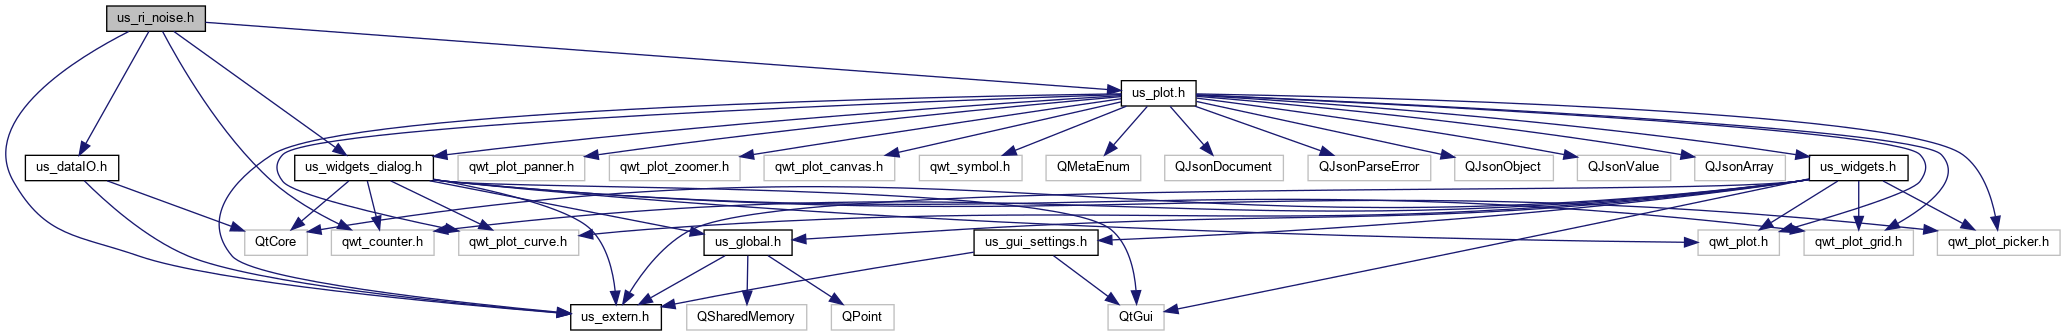 us_ri_noise.h
us_plot.h
us_dataIO.h
us_widgets_dialog.h
qwt_plot_panner.h
qwt_plot_zoomer.h
qwt_plot_canvas.h
qwt_symbol.h
QMetaEnum
QJsonDocument
QJsonParseError
QJsonObject
QJsonValue
QJsonArray
us_widgets.h
QtCore
qwt_counter.h
qwt_plot_curve.h
us_global.h
us_gui_settings.h
qwt_plot.h
qwt_plot_grid.h
qwt_plot_picker.h
us_extern.h
QSharedMemory
QPoint
QtGui